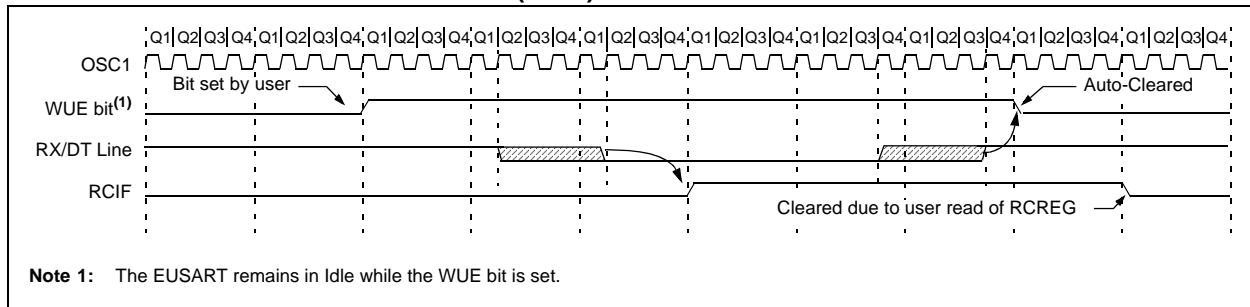 Q1 Q2 Q3 Q4 Q1 Q2 Q3 Q4 Q1 Q2 Q3 Q4 Q1 Q2 Q3 Q4 Q1 Q2 Q3 Q4 Q1 Q2 Q3 Q4 Q1 Q2 Q3 Q4 Q1 Q2 Q3 Q4 Q1 Q2 Q3 Q4 Q1 Q2 Q3 Q4
OSC1
Bit set by user
Auto-Cleared
WUE bit(1)
RX/DT Line
RCIF
Cleared due to user read of RCREG
Note 1: The EUSART remains in Idle while the WUE bit is set.